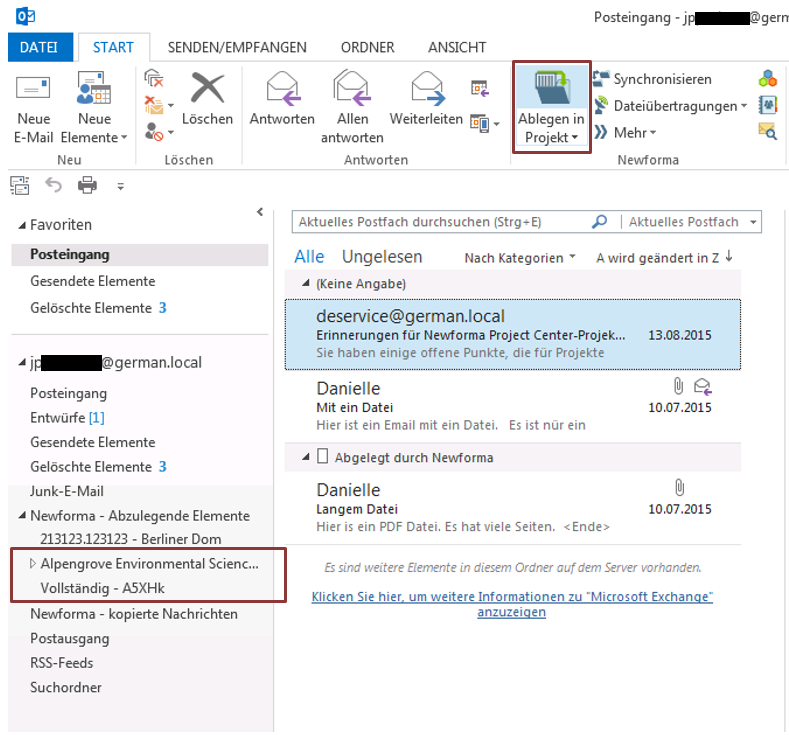 Posteingang - jp @germ
DATEI START SENDEN/EMPFANGEN ORDNER ANSICHT
Neue E-Mail
Neue Elemente
Löschen
Antworten
Allen antworten
Weiterleiten
Ablegen in Projekt
Synchronisieren
Dateiübertragungen
Mehr
Neu Löschen Antworten Newforma
Favoriten
Posteingang
Gesendete Elemente
Gelöschte Elemente 3
jp @german.local
Posteingang
Entwürfe [1]
Gesendete Elemente
Gelöschte Elemente 3
Junk-E-Mail
Newforma - Abzulegende Elemente
213123.123123 - Berliner Dom
Alpengrove Environmental Scienc...
Vollständig - A5XHk
Newforma - kopierte Nachrichten
Postausgang
RSS-Feeds
Suchordner
Aktuelles Postfach durchsuchen (Strg+E) Aktuelles Postfach
Alle Ungelesen Nach Kategorien A wird geändert in Z
(Keine Angabe)
deservice@german.local
Erinnerungen für Newforma Project Center-Projek... 13.08.2015
Sie haben einige offene Punkte, die für Projekte
Danielle
Mit ein Datei 10.07.2015
Hier ist ein Email mit ein Datei. Es ist nür ein
Abgelegt durch Newforma
Danielle
Langem Datei 10.07.2015
Hier is ein PDF Datei. Es hat viele Seiten. <Ende>
Es sind weitere Elemente in diesem Ordner auf dem Server vorhanden.
Klicken Sie hier, um weitere Informationen zu "Microsoft Exchange"
anzuzeigen